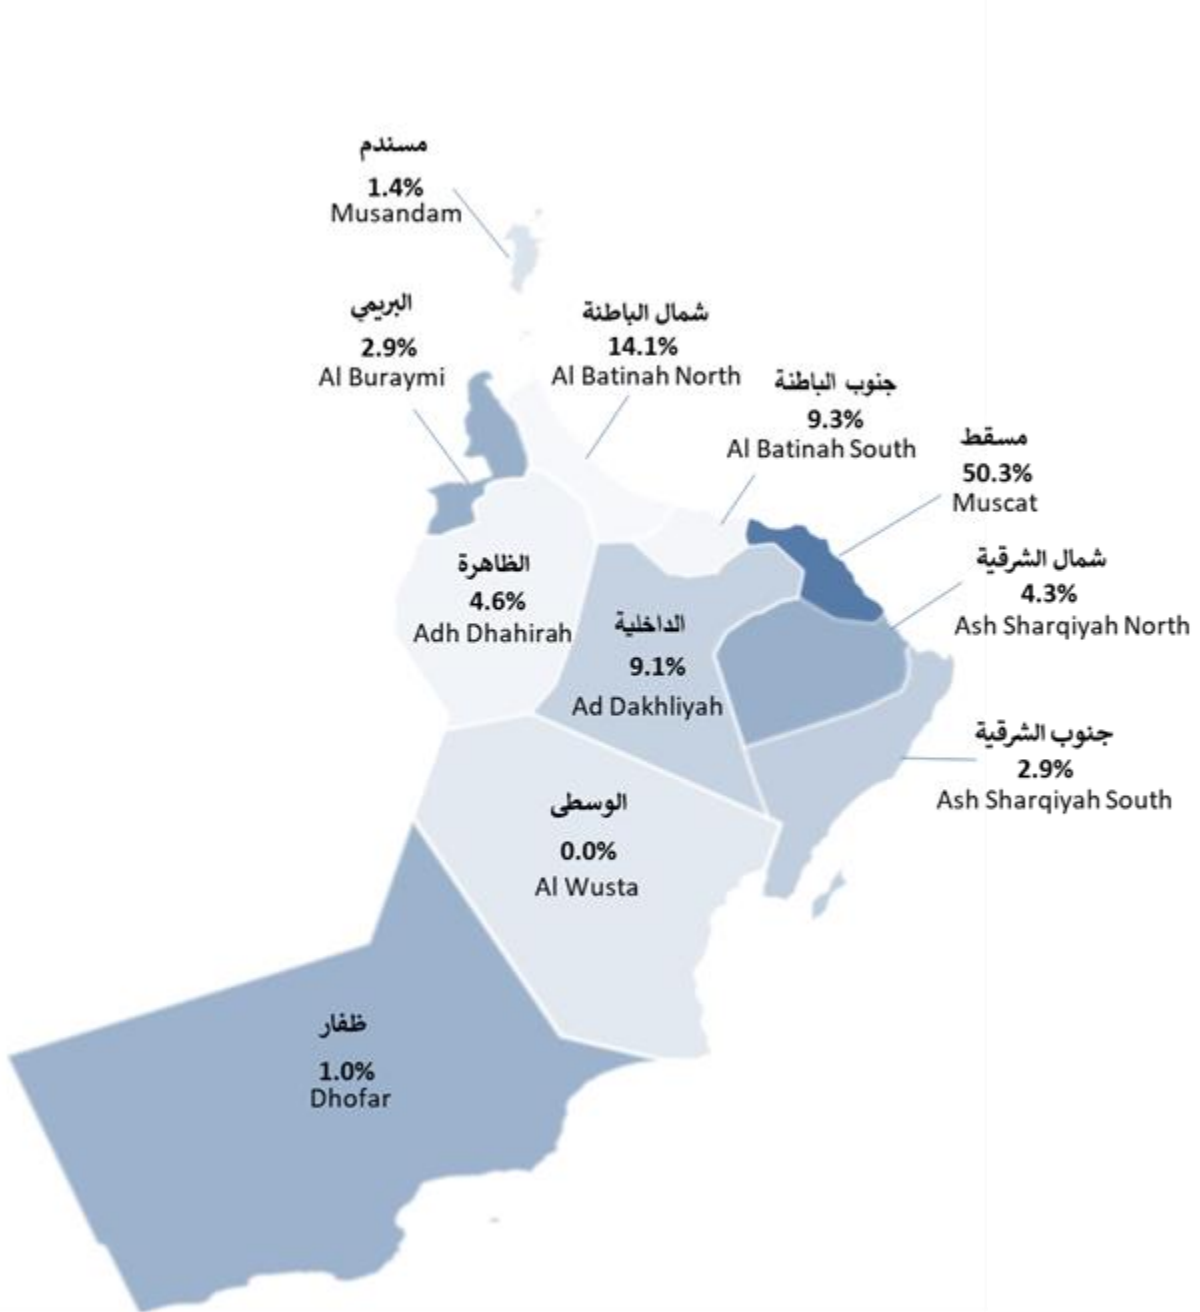 مسندم
1.4%
Musandam
البريمي
2.9%
Al Buraymi
شمال الباطنة
14.1%
Al Batinah North
جنوب الباطنة
9.3%
Al Batinah South
مسقط
50.3%
Muscat
شمال الشرقية
4.3%
Ash Sharqiyah North
الظاهرة
4.6%
Adh Dhahirah
الداخلية
9.1%
Ad Dakhliyah
جنوب الشرقية
2.9%
Ash Sharqiyah South
الوسطى
0.0%
Al Wusta
ظفار
1.0%
Dhofar